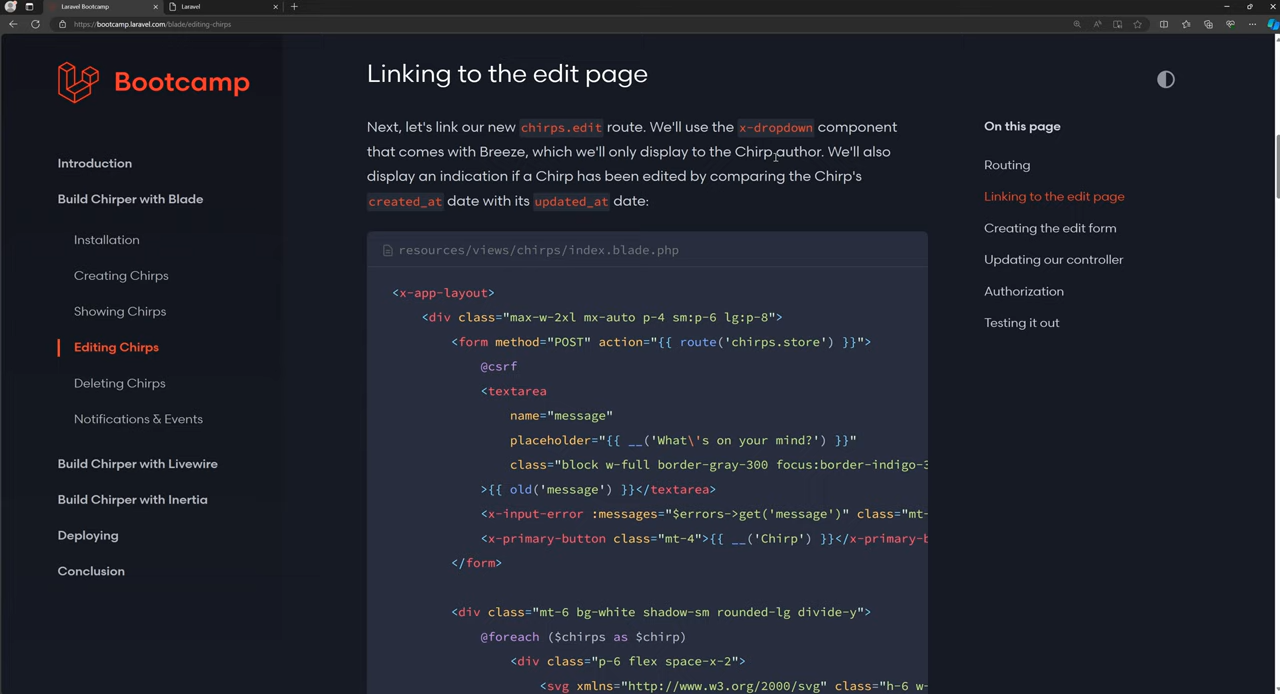 Laravel Bootcamp
Laravel
https://bootcamp.laravel.com/blade/editing-chirps
Bootcamp
Introduction
Build Chirper with Blade
Installation
Creating Chirps
Showing Chirps
Editing Chirps
Deleting Chirps
Notifications & Events
Build Chirper with Livewire
Build Chirper with Inertia
Deploying
Conclusion
Linking to the edit page
Next, let's link our new chirps.edit route. We'll use the x-dropdown component
that comes with Breeze, which we'll only display to the Chirp author. We'll also
display an indication if a Chirp has been edited by comparing the Chirp's
created_at date with its updated_at date:
resources/views/chirps/index.blade.php
<x-app-layout>
<div class="max-w-2xl mx-auto p-4 sm:p-6 lg:p-8">
<form method="POST" action="{{ route('chirps.store') }}">
@csrf
<textarea
name="message"
placeholder="{{ __('What\'s on your mind?') }}"
class="block w-full border-gray-300 focus:border-indigo-3
>{{ old('message') }}</textarea>
<x-input-error :messages="$errors->get('message')" class="mt-
<x-primary-button class="mt-4">{{ __('Chirp') }}</x-primary-b
</form>
<div class="mt-6 bg-white shadow-sm rounded-lg divide-y">
@foreach ($chirps as $chirp)
<div class="p-6 flex space-x-2">
<svg xmlns="http://www.w3.org/2000/svg" class="h-6 w-
On this page
Routing
Linking to the edit page
Creating the edit form
Updating our controller
Authorization
Testing it out